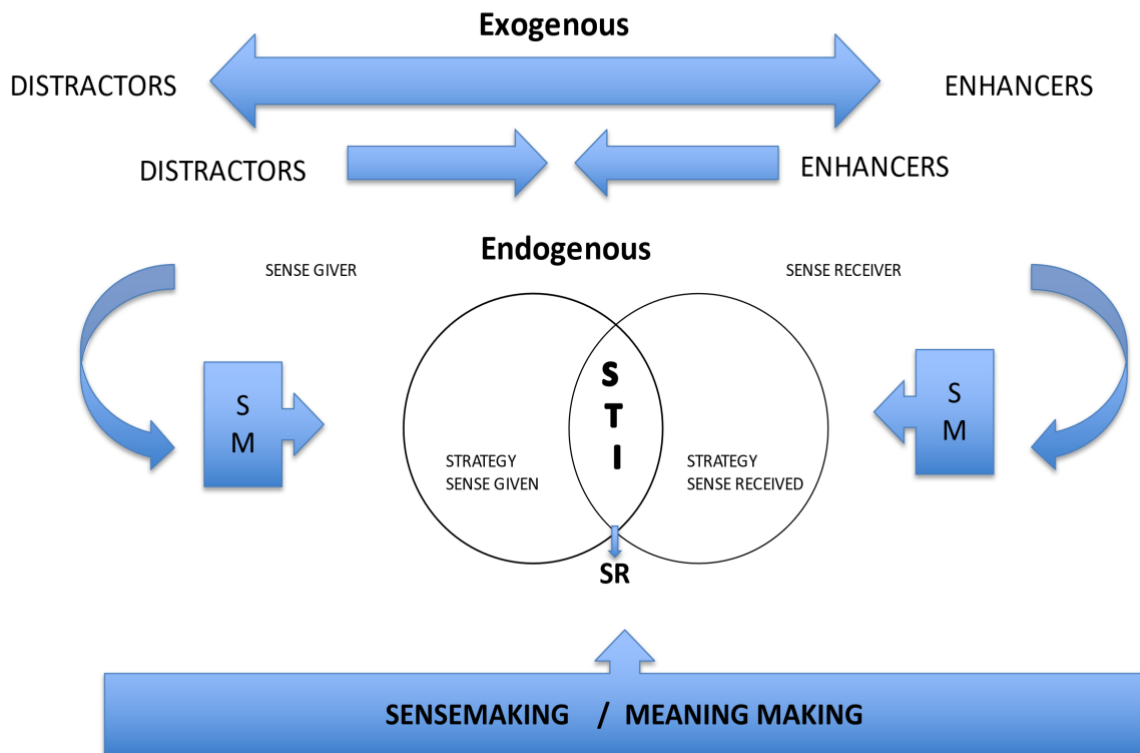 Exogenous
DISTRACTORS
ENHANCERS
DISTRACTORS
ENHANCERS
Endogenous
SENSE GIVER
SENSE RECEIVER
S
M
S
T
I
S
M
STRATEGY
SENSE GIVEN
STRATEGY
SENSE RECEIVED
SR
SENSEMAKING / MEANING MAKING